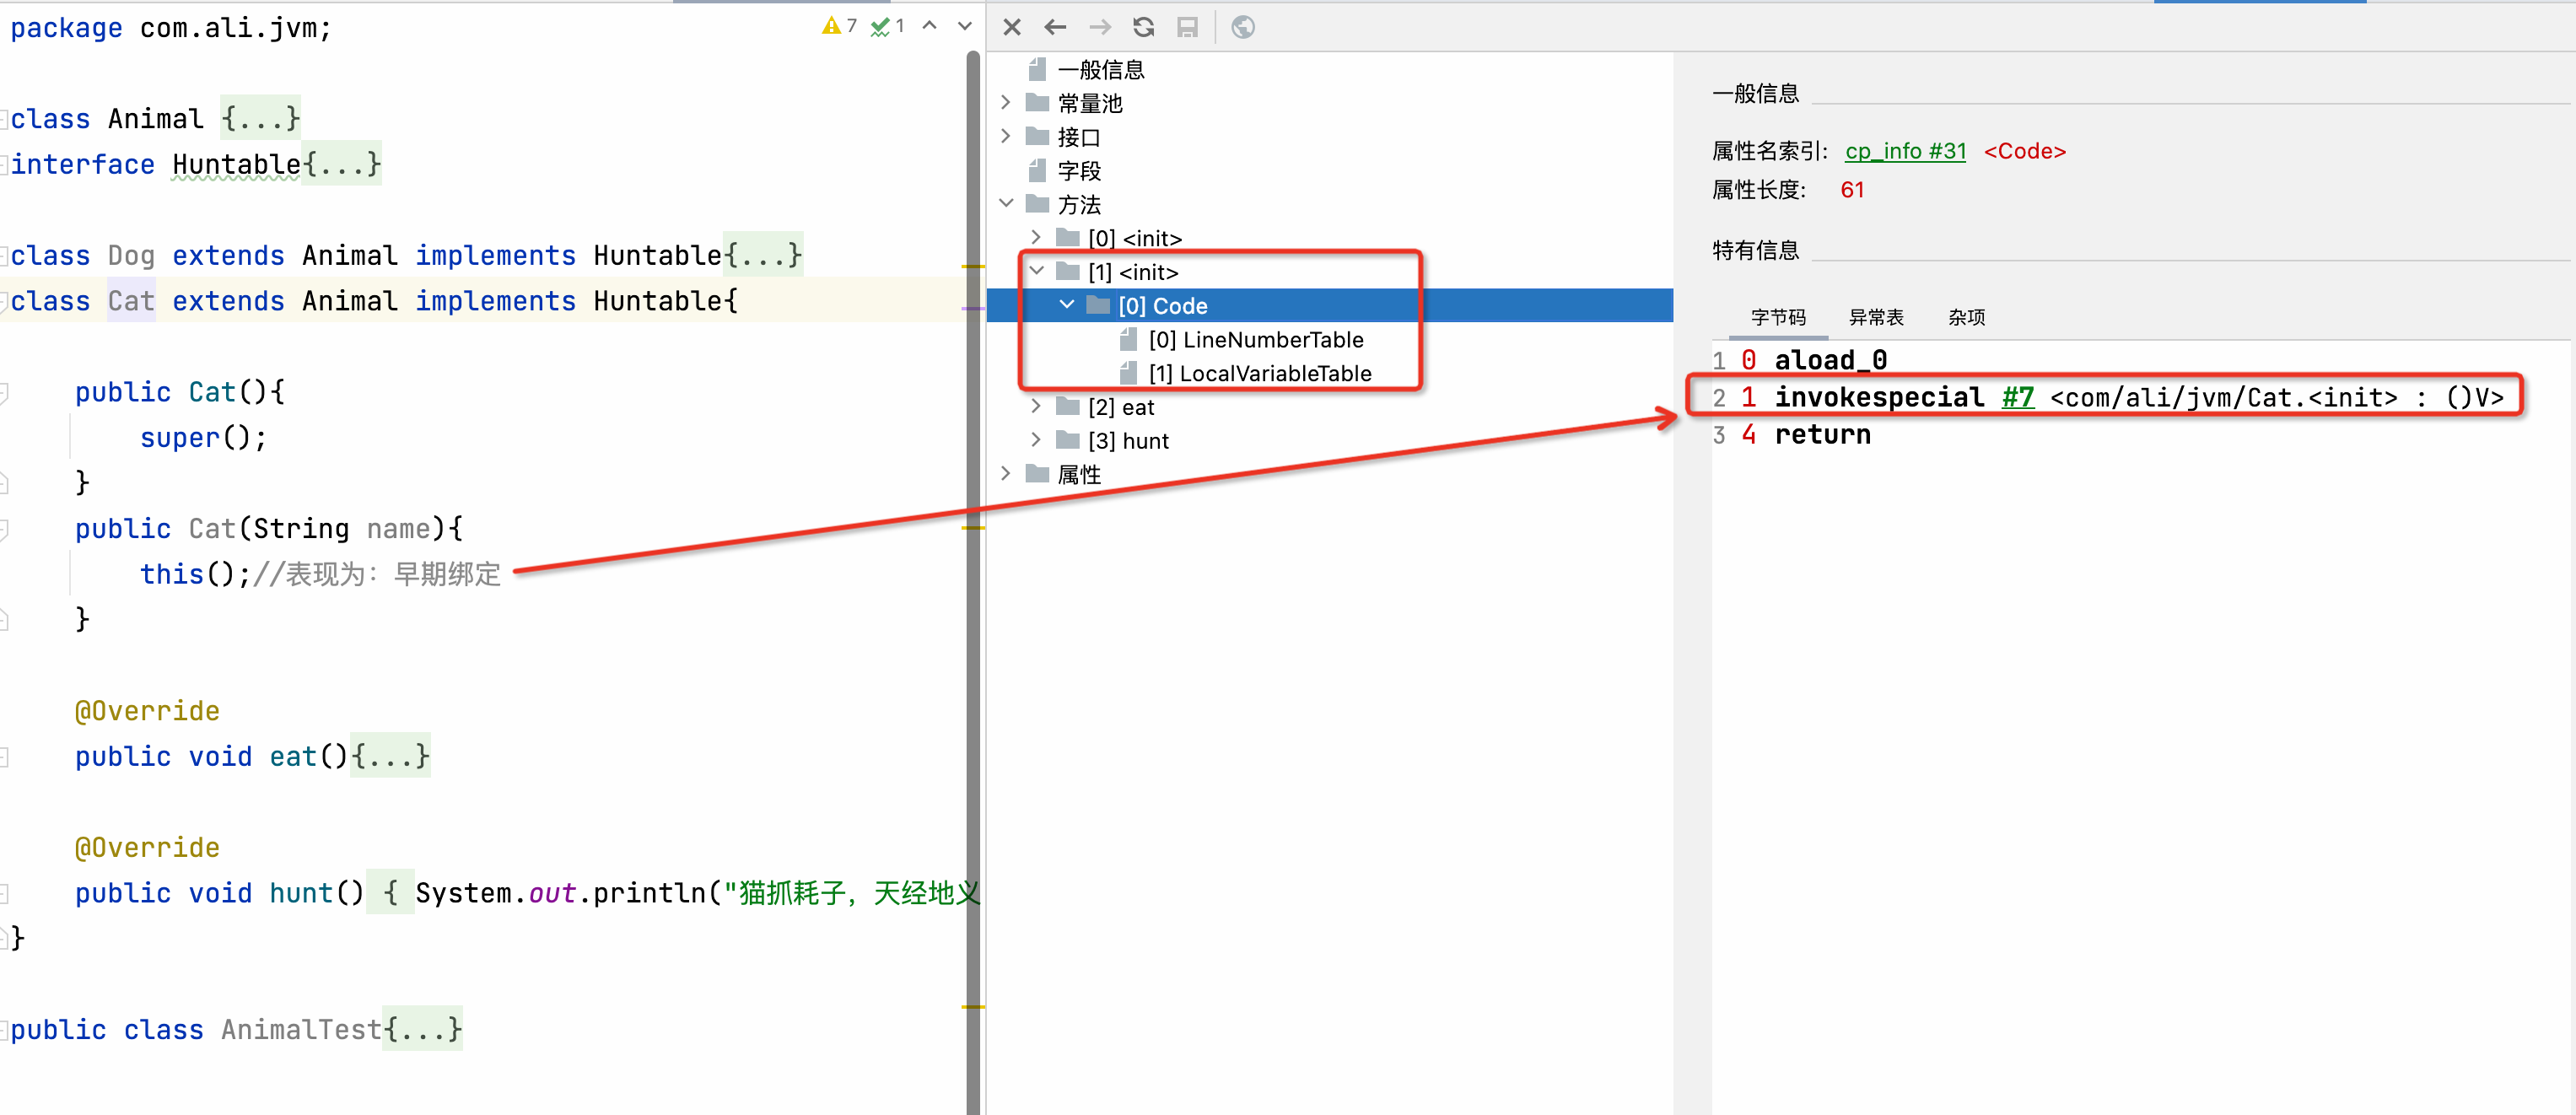 package com.ali.jvm;
7 1
class Animal {...}
interface Huntable{...}
class Dog extends Animal implements Huntable{...}
class Cat extends Animal implements Huntable{
public Cat(){
super();
}
public Cat(String name){
this();//表现为：早期绑定
}
@Override
public void eat(){...}
@Override
public void hunt() { System.out.println("猫抓耗子，天经地义
}
public class AnimalTest{...}
一般信息
常量池
接口
字段
方法
[0] <init>
[1] <init>
[0] Code
[0] LineNumberTable
[1] LocalVariableTable
[2] eat
[3] hunt
属性
一般信息
属性名索引: cp_info #31 <Code>
属性长度: 61
特有信息
字节码 异常表 杂项
1 0 aload_0
2 1 invokespecial #7 <com/ali/jvm/Cat.<init> : ()V>
3 4 return